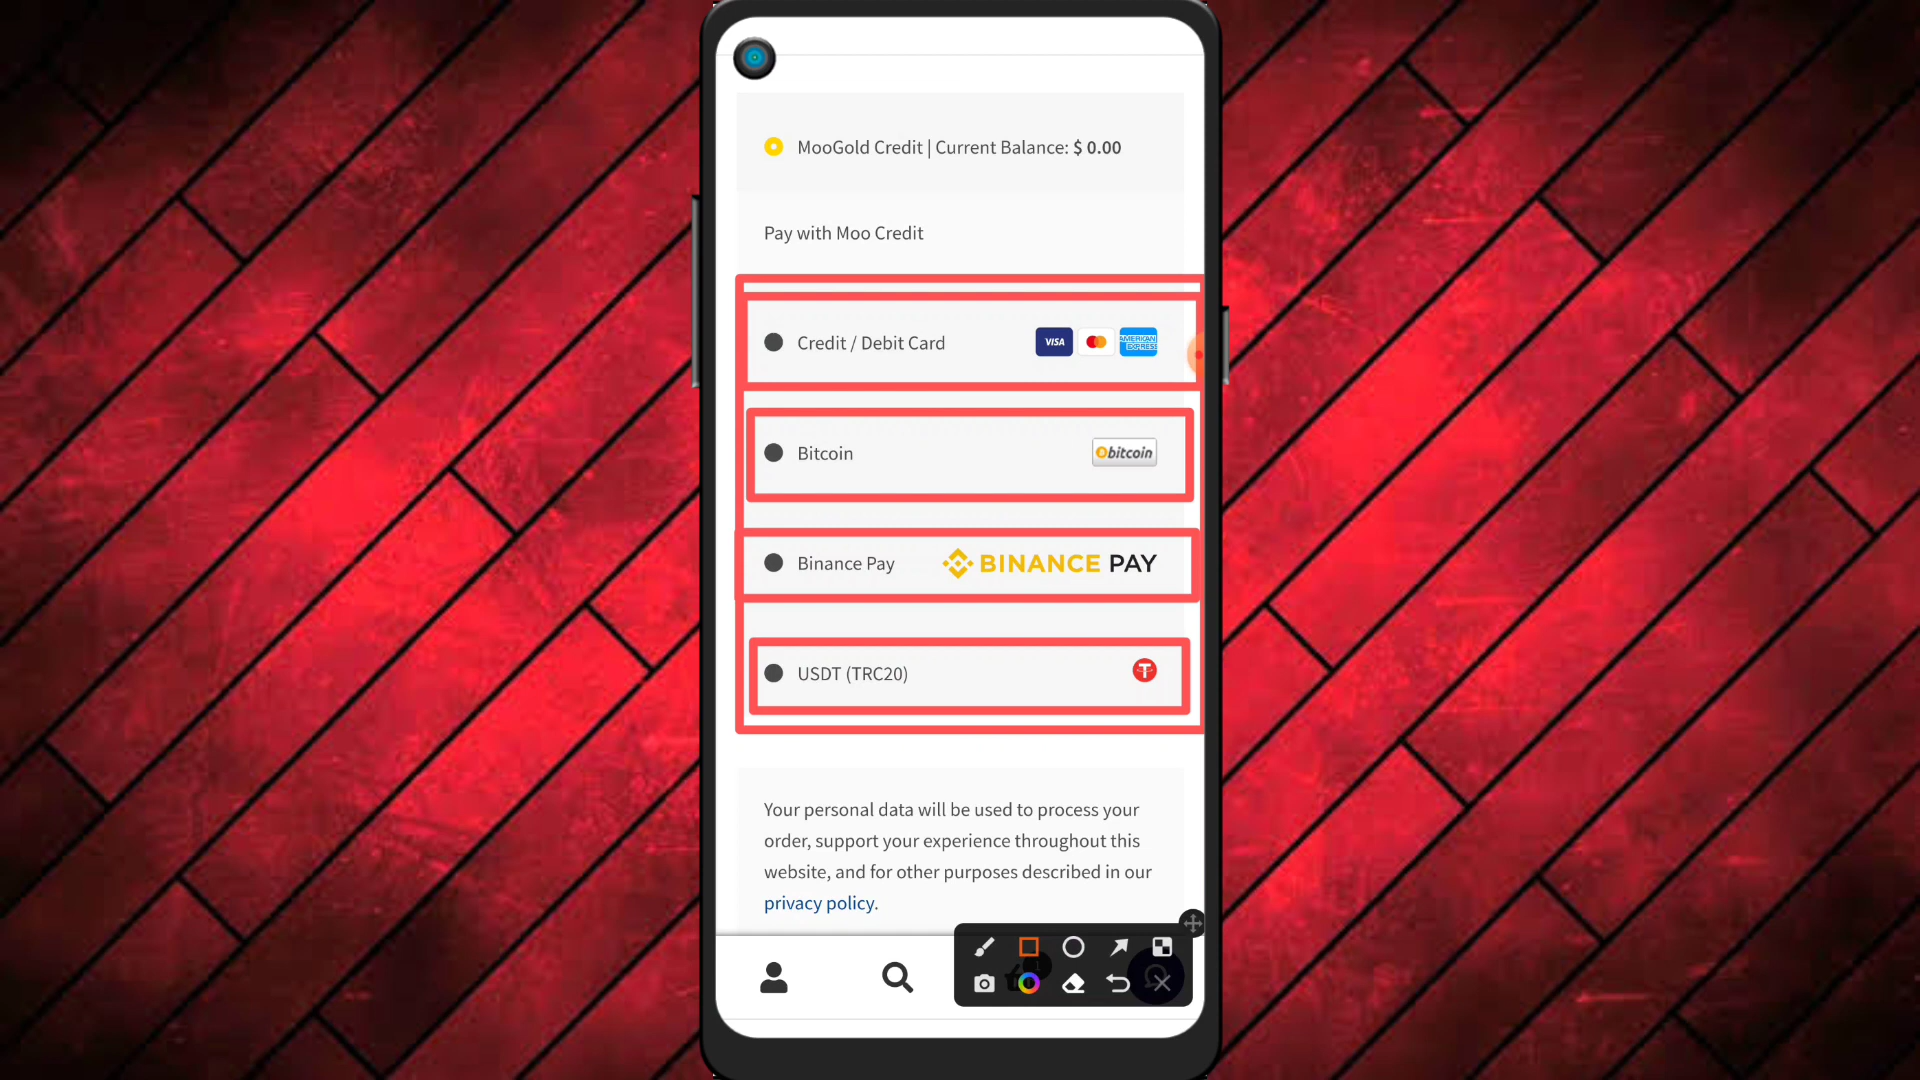 MooGold Credit | Current Balance: $ 0.00
Pay with Moo Credit
Credit / Debit Card VISA AMERICAN EXPRESS
Bitcoin bitcoin
Binance Pay BINANCE PAY
USDT (TRC20) T
Your personal data will be used to process your
order, support your experience throughout this
website, and for other purposes described in our
privacy policy.